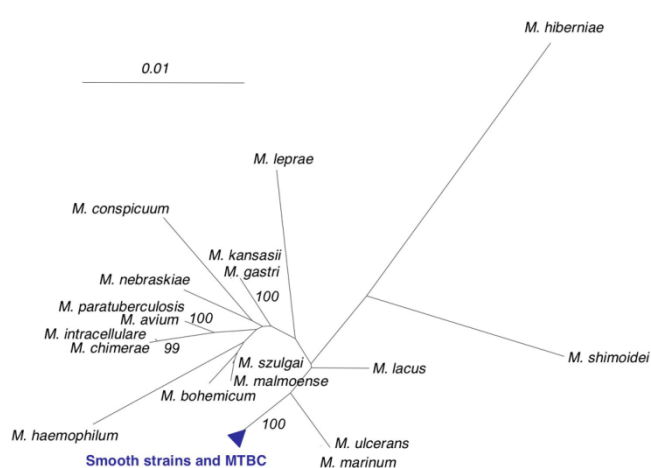 M. hiberniae
0.01
M. leprae
M. conspicuum
M. kansasii
M. gastri
M. nebraskiae
100
M. paratuberculosis
M. avium 100
M. intracellulare
M. chimerae 99
M. szulgai
M. malmoense
M. lacus
M. shimoidei
M. bohemicum
100
M. haemophilum
M. ulcerans
M. marinum
Smooth strains and MTBC